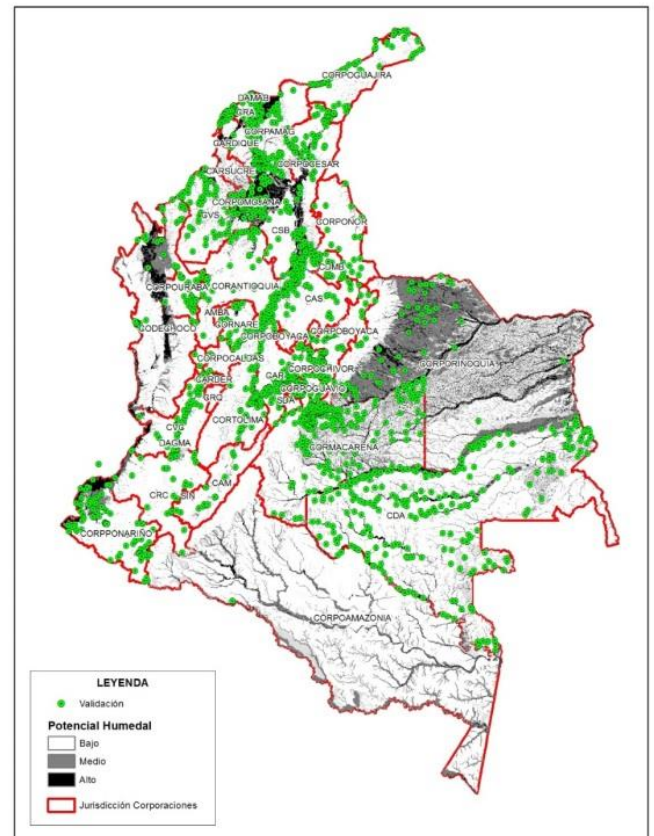 CORPOGUAJIRA
DAMAB
CRA
CORPAMAG
CARDIQUE
CORPOCESAR
CARSUCRE
CORPOMOJANA
CVS
CORPONOR
CSB
CDMB
CORPOURABA
CORANTIOQUIA
CAS
AMBA
CORNARE
CODECHOCO
CORPOBOYACA
CORPOBOYACA
CORPORINOQUIA
CORPOCALDAS
CORPOCHIVOR
CAR
CARDER
CORPOGUAVIO
SDA
CRQ
CORTOLIMA
CORMACARENA
CVC
DAGMA
CAM
CRC
SIN
CDA
CORPONARIÑO
CORPOAMAZONIA
LEYENDA
Validación
Potencial Humedal
Bajo
Medio
Alto
Jurisdicción Corporaciones